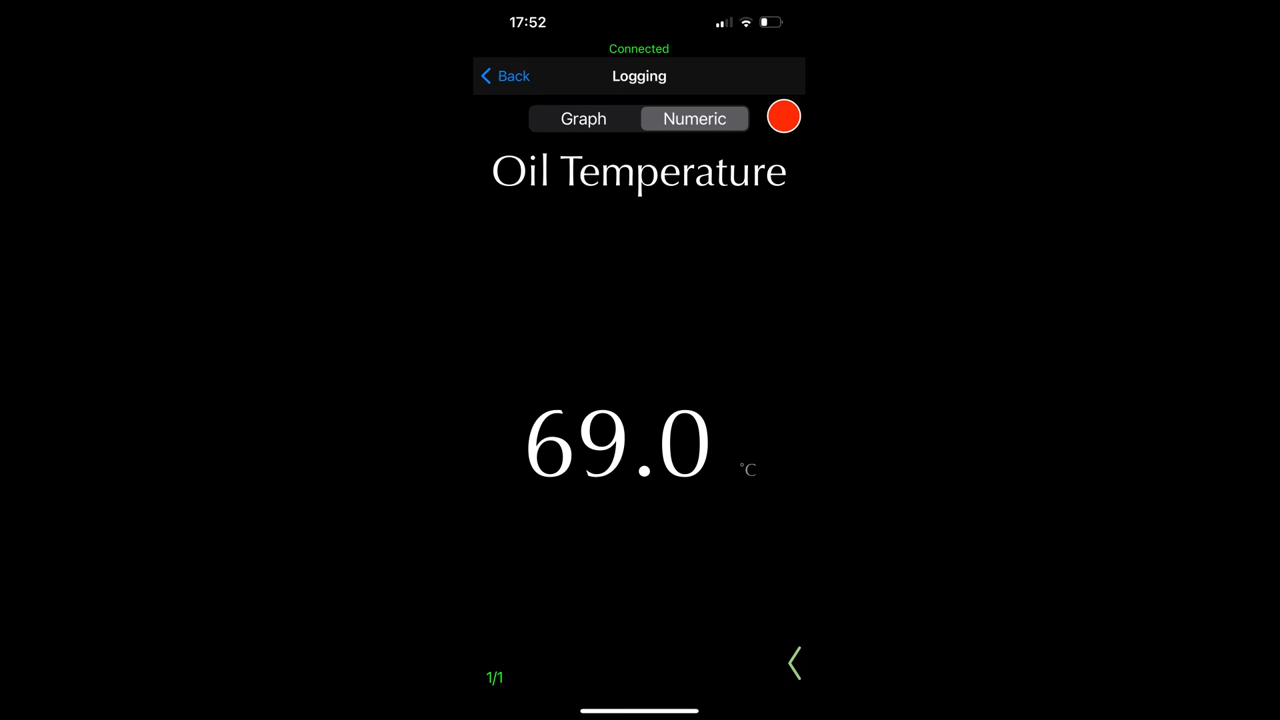 17:52
Connected
Back
Logging
Graph
Numeric
Oil Temperature
69.0 °C
1/1